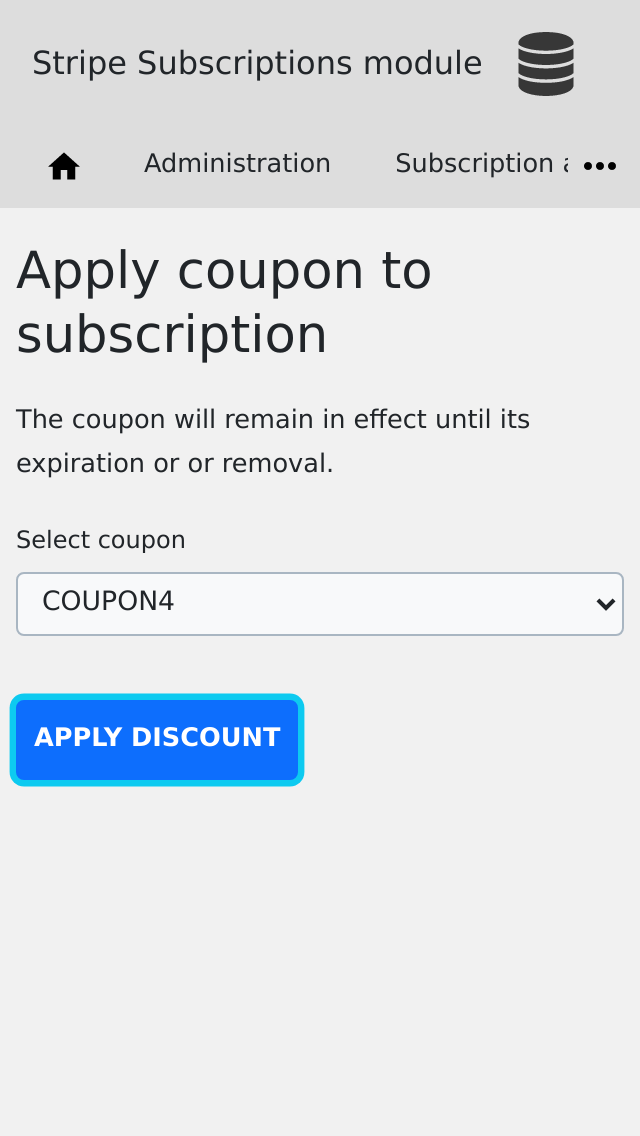 Stripe Subscriptions module
Administration
Subscription
Apply coupon to
subscription
The coupon will remain in effect until its
expiration or or removal.
Select coupon
COUPON4
APPLY DISCOUNT